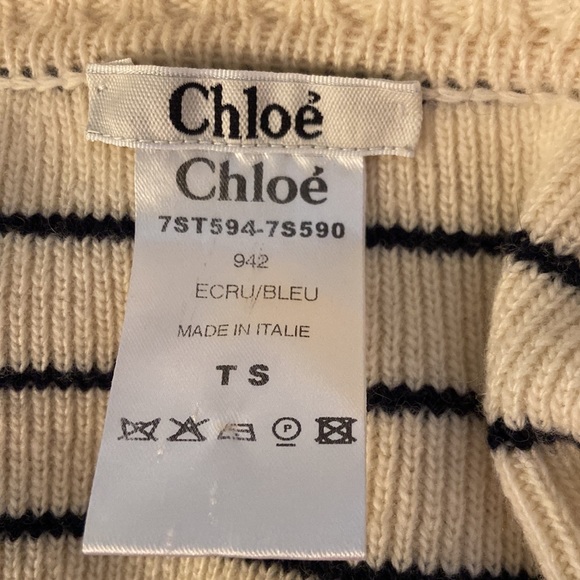 Chloé
Chloé
7ST594-7S590
942
ECRU/BLEU
MADE IN ITALIE
T S
P